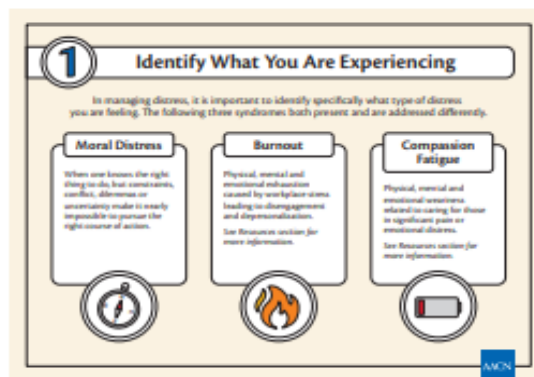 1
Identify What You Are Experiencing
In managing distress, it is important to identify specifically what type of distress
you are feeling. The following three syndromes both present and are addressed differently.
Moral Distress
When one knows the right
thing to do, but constraints,
conflict, dilemmas or
uncertainty make it nearly
impossible to pursue the
right course of action.
Burnout
Physical, mental and
emotional exhaustion
caused by workplace stress
leading to disengagement
and depersonalization.
See Resources section for
more information.
Compassion
Fatigue
Physical, mental and
emotional weariness
related to caring for those
in significant pain or
emotional distress.
See Resources section for
more information.
AACN